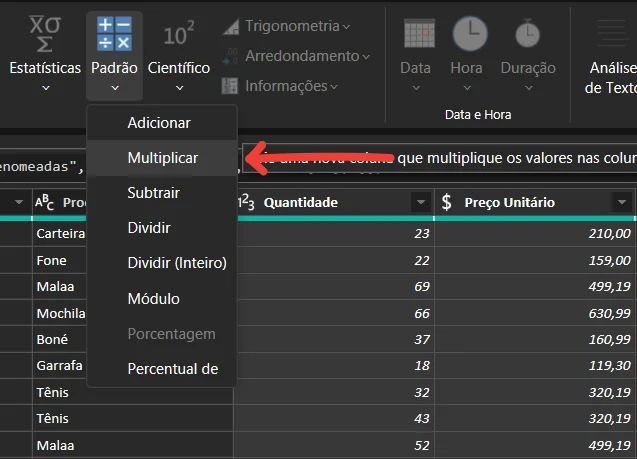 Estatísticas
Padrão
Científico
Trigonometria
Arredondamento
Informações
Data
Hora
Duração
Análise
de Texto
Data e Hora
Adicionar
Multiplicar
Subtrair
Dividir
Dividir (Inteiro)
Módulo
Porcentagem
Percentual de
uma nova coluna que multiplique os valores nas colun
enomeadas",
ABC Prod
123 Quantidade
$ Preço Unitário
Carteira 23 210,00
Fone 22 159,00
Malaa 69 499,19
Mochila 66 630,99
Boné 37 160,99
Garrafa 18 119,30
Tênis 32 320,19
Tênis 43 320,19
Malaa 52 499,19